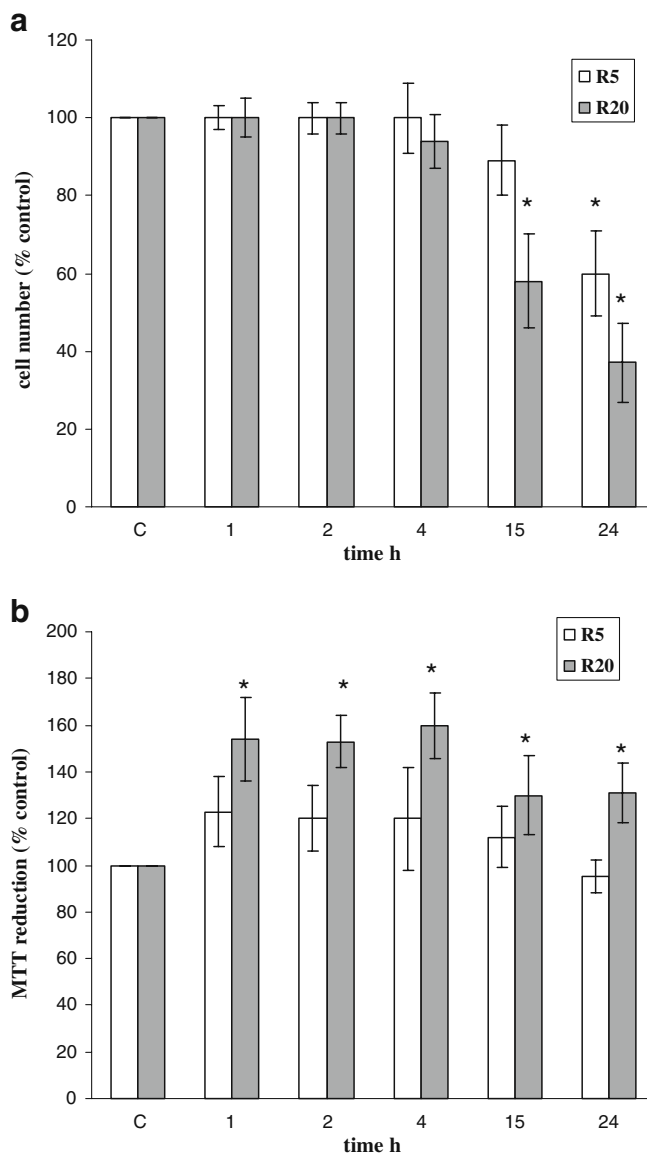 a
120
100
80
60
40
20
0
cell number (% control)
R5
R20
*
*
*
C 1 2 4 15 24
time h
b
200
180
160
140
120
100
80
60
40
20
0
MTT reduction (% control)
R5
R20
*
*
*
*
*
C 1 2 4 15 24
time h